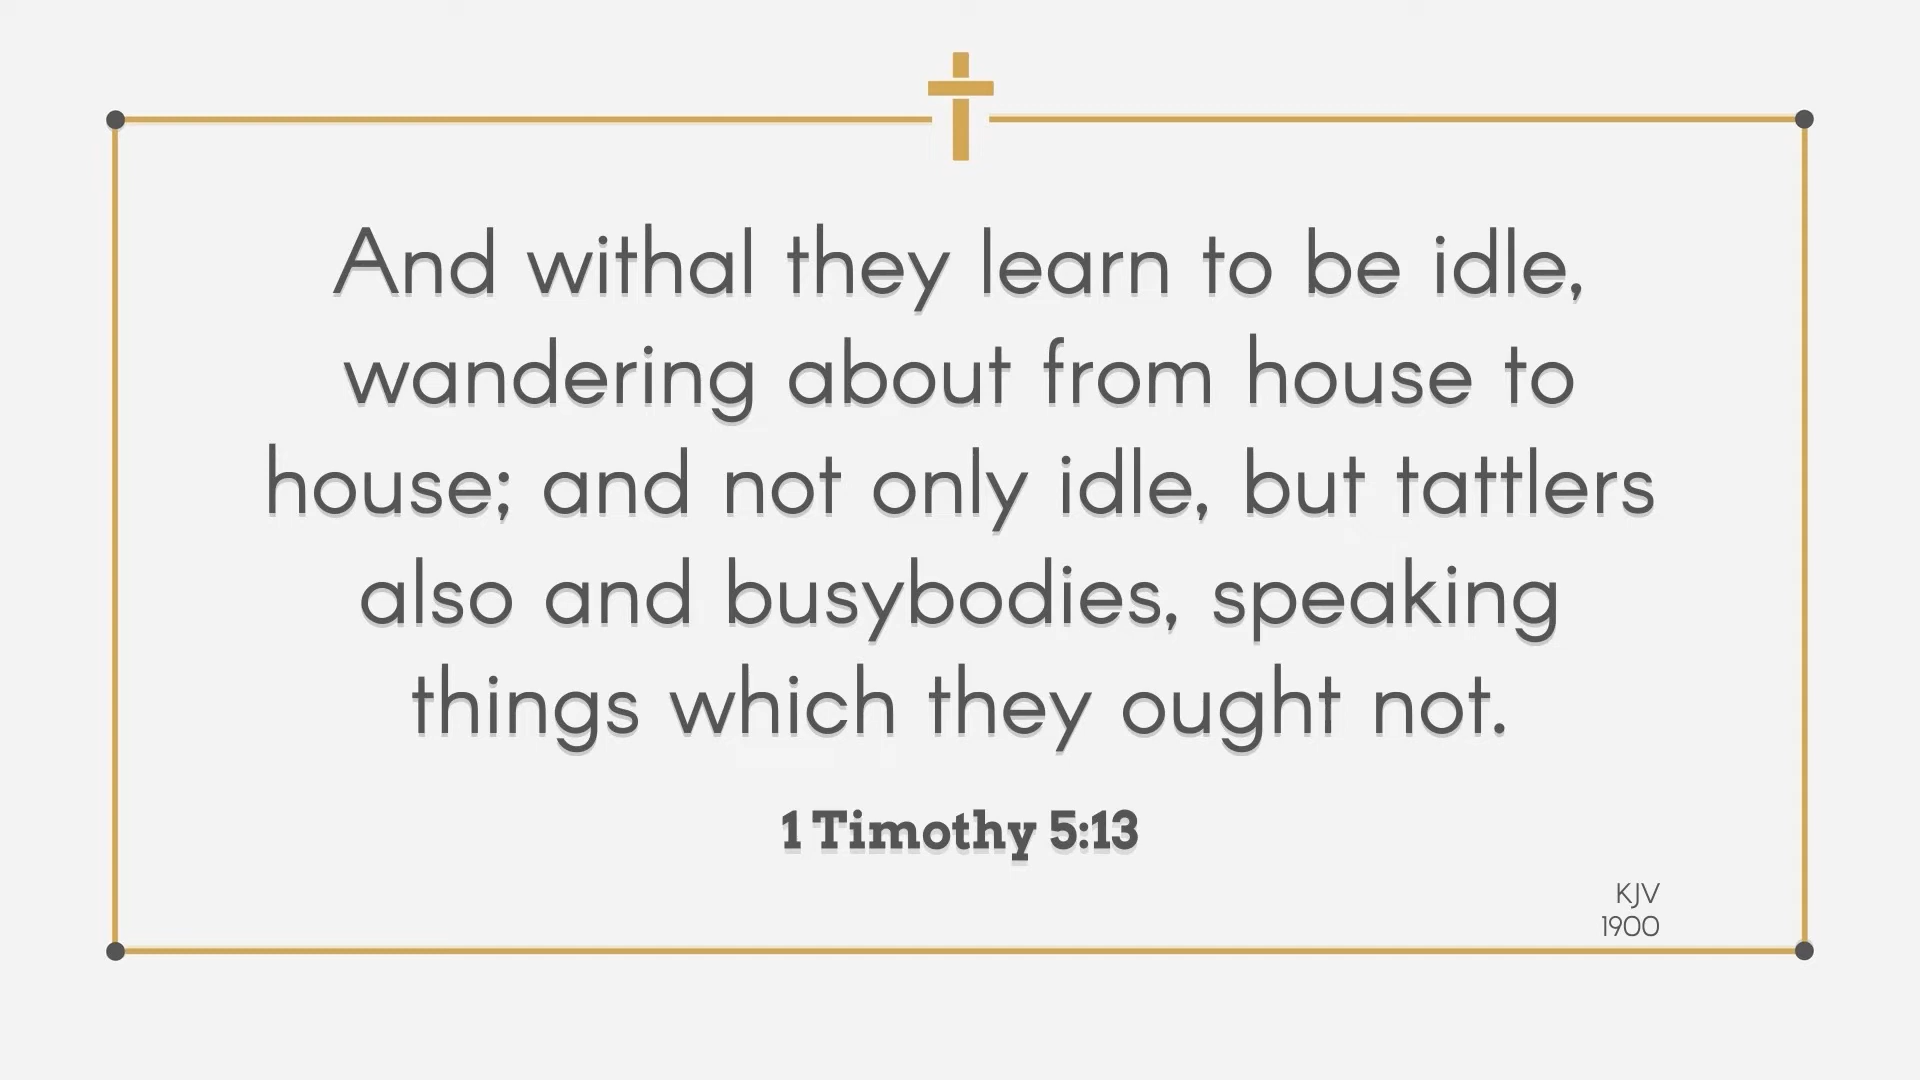 And withal they learn to be idle,
wandering about from house to
house; and not only idle, but tattlers
also and busybodies, speaking
things which they ought not.
1 Timothy 5:13
KJV
1900